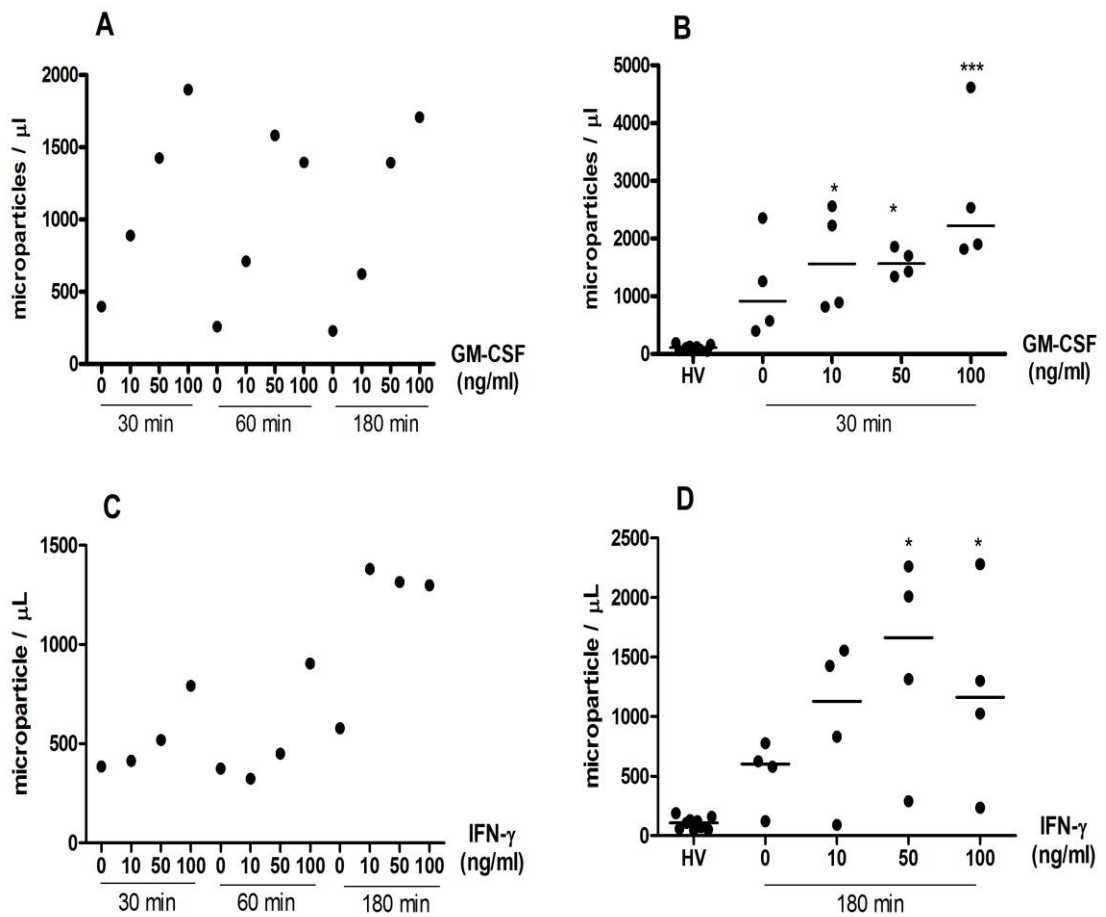 A
microparticles / μl
2000
1500
1000
500
0
0 10 50 100 0 10 50 100 0 10 50 100
30 min 60 min 180 min
GM-CSF
(ng/ml)
B
microparticles / μl
5000
4000
3000
2000
1000
0
* * ***
HV 0 10 50 100
30 min
GM-CSF
(ng/ml)
C
microparticle / μL
1500
1000
500
0
0 10 50 100 0 10 50 100 0 10 50 100
30 min 60 min 180 min
IFN-γ
(ng/ml)
D
microparticle / μL
2500
2000
1500
1000
500
0
* *
HV 0 10 50 100
180 min
IFN-γ
(ng/ml)